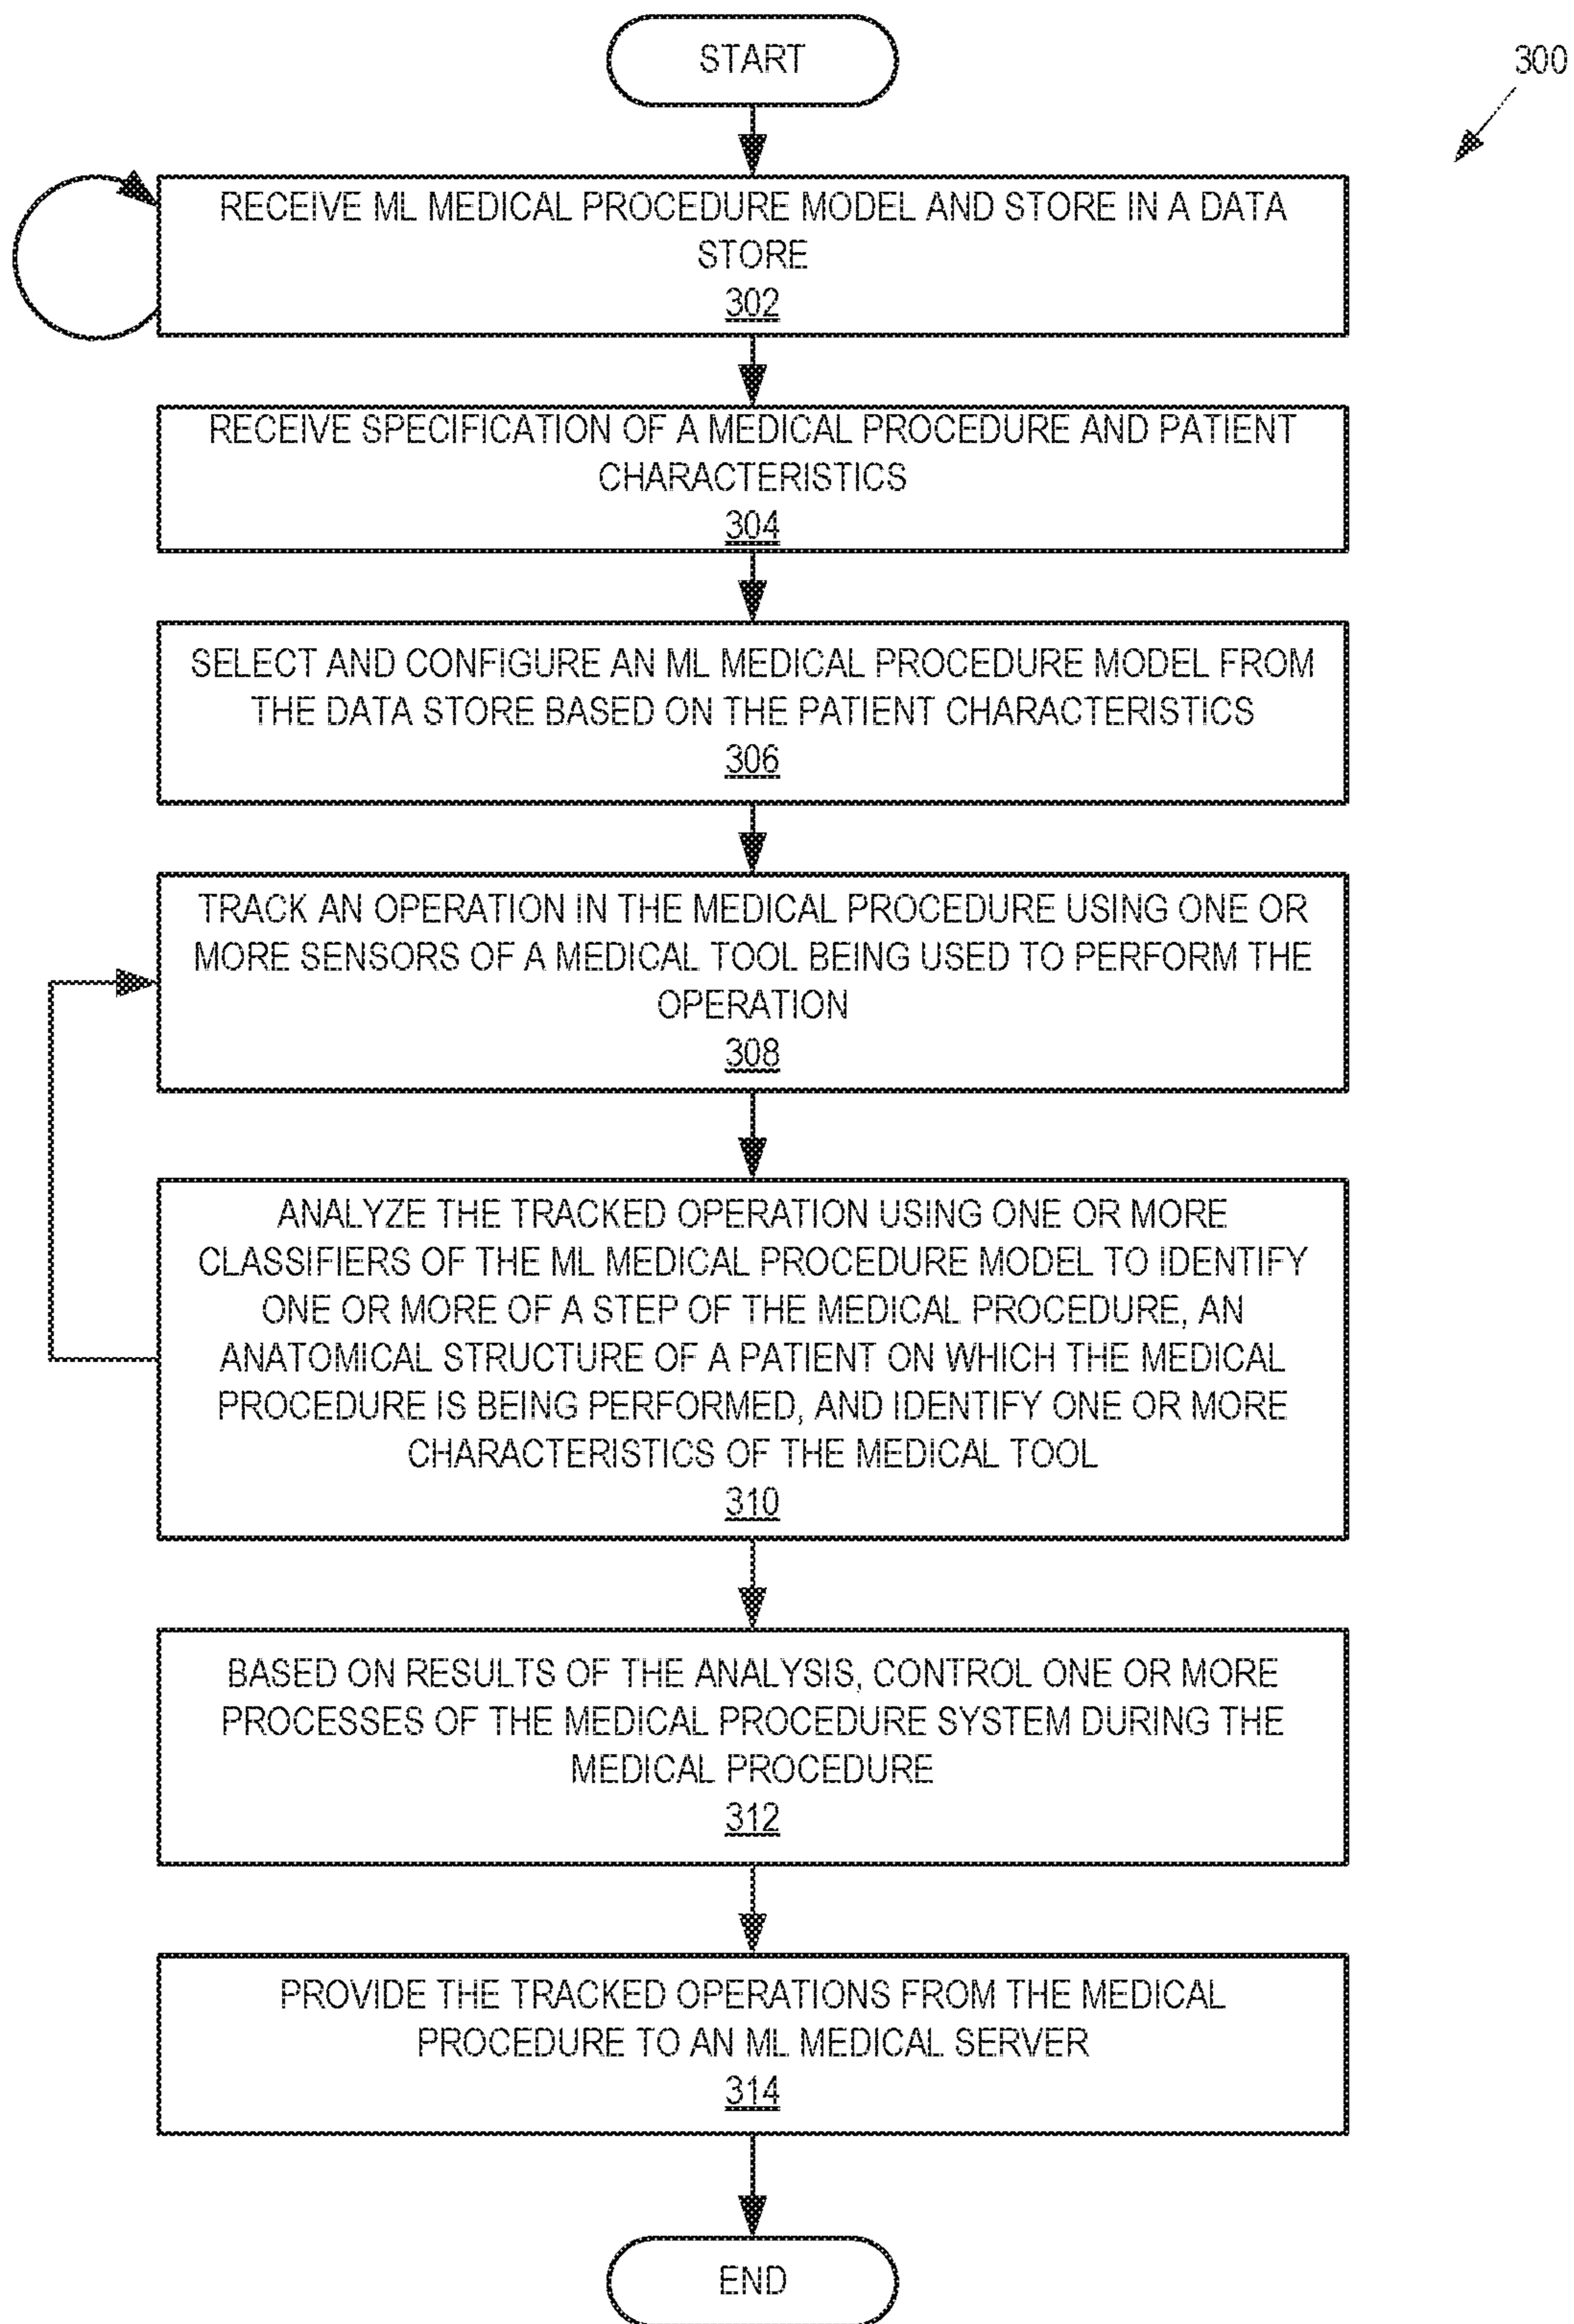 START
300
RECEIVE ML MEDICAL PROCEDURE MODEL AND STORE IN A DATA
STORE
302
RECEIVE SPECIFICATION OF A MEDICAL PROCEDURE AND PATIENT
CHARACTERISTICS
304
SELECT AND CONFIGURE AN ML MEDICAL PROCEDURE MODEL FROM
THE DATA STORE BASED ON THE PATIENT CHARACTERISTICS
306
TRACK AN OPERATION IN THE MEDICAL PROCEDURE USING ONE OR
MORE SENSORS OF A MEDICAL TOOL BEING USED TO PERFORM THE
OPERATION
308
ANALYZE THE TRACKED OPERATION USING ONE OR MORE
CLASSIFIERS OF THE ML MEDICAL PROCEDURE MODEL TO IDENTIFY
ONE OR MORE OF A STEP OF THE MEDICAL PROCEDURE, AN
ANATOMICAL STRUCTURE OF A PATIENT ON WHICH THE MEDICAL
PROCEDURE IS BEING PERFORMED, AND IDENTIFY ONE OR MORE
CHARACTERISTICS OF THE MEDICAL TOOL
310
BASED ON RESULTS OF THE ANALYSIS, CONTROL ONE OR MORE
PROCESSES OF THE MEDICAL PROCEDURE SYSTEM DURING THE
MEDICAL PROCEDURE
312
PROVIDE THE TRACKED OPERATIONS FROM THE MEDICAL
PROCEDURE TO AN ML MEDICAL SERVER
314
END